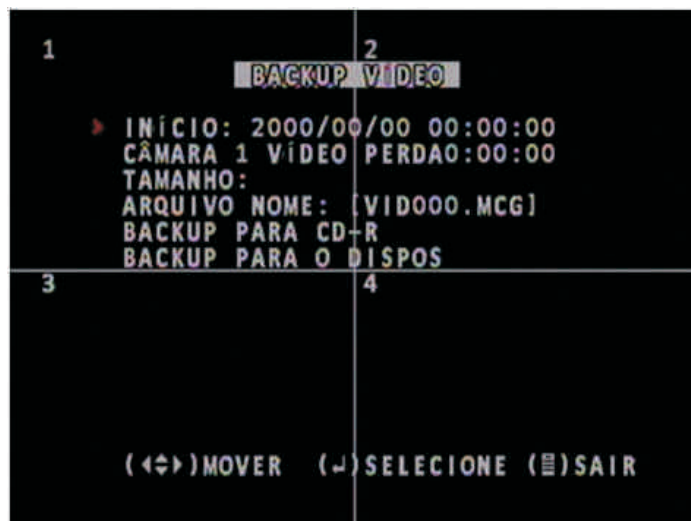 1 2
BACKUP VÍDEO
INÍCIO: 2000/00/00 00:00:00
CÂMARA 1 VÍDEO PERDA0:00:00
TAMANHO:
ARQUIVO NOME: [VID000.MCG]
BACKUP PARA CD-R
BACKUP PARA O DISPOS
3 4
()MOVER (↲)SELECIONE ()SAIR